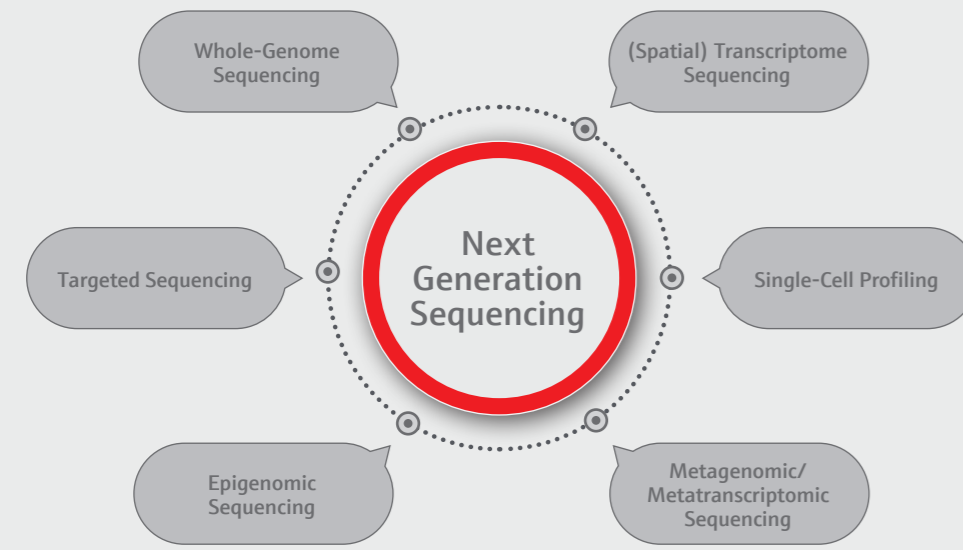 Whole-Genome
Sequencing
(Spatial) Transcriptome
Sequencing
Next
Generation
Sequencing
Targeted Sequencing
Single-Cell Profiling
Epigenomic
Sequencing
Metagenomic/
Metatranscriptomic
Sequencing